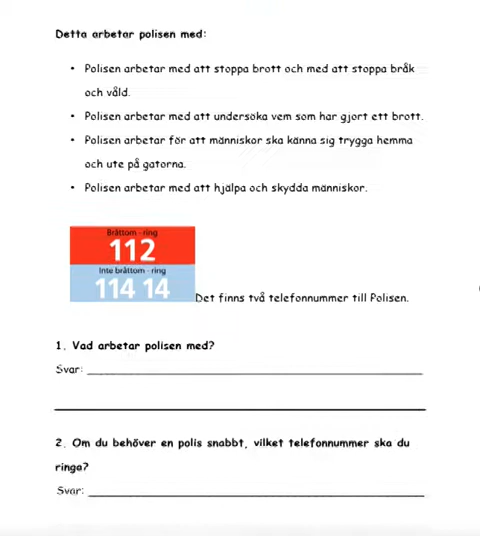 Detta arbetar polisen med:
• Polisen arbetar med att stoppa brott och med att stoppa bråk
och våld.
• Polisen arbetar med att undersöka vem som har gjort ett brott.
• Polisen arbetar för att människor ska känna sig trygga hemma
och ute på gatorna.
• Polisen arbetar med att hjälpa och skydda människor.
Bråttom - ring
112
Inte bråttom - ring
114 14
Det finns två telefonnummer till Polisen.
1. Vad arbetar polisen med?
Svar:
2. Om du behöver en polis snabbt, vilket telefonnummer ska du
ringa?
Svar: